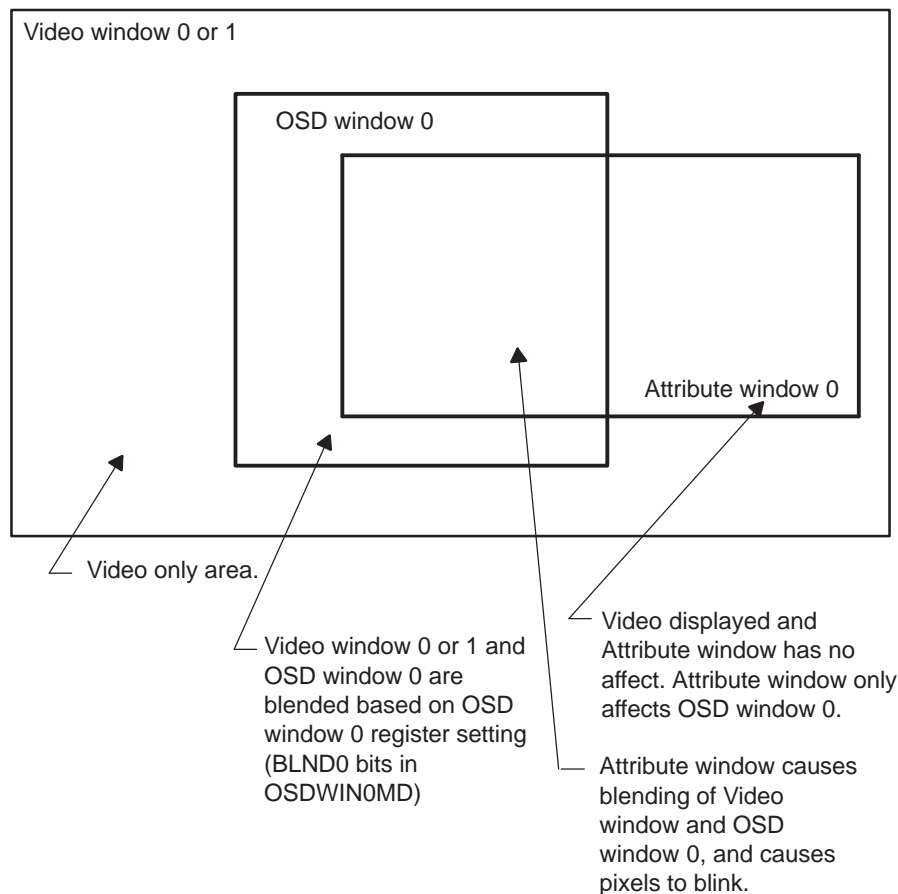 Video window 0 or 1
OSD window 0
Attribute window 0
Video only area.
Video window 0 or 1 and
OSD window 0 are
blended based on OSD
window 0 register setting
(BLND0 bits in
OSDWIN0MD)
Video displayed and
Attribute window has no
affect. Attribute window only
affects OSD window 0.
Attribute window causes
blending of Video
window and OSD
window 0, and causes
pixels to blink.